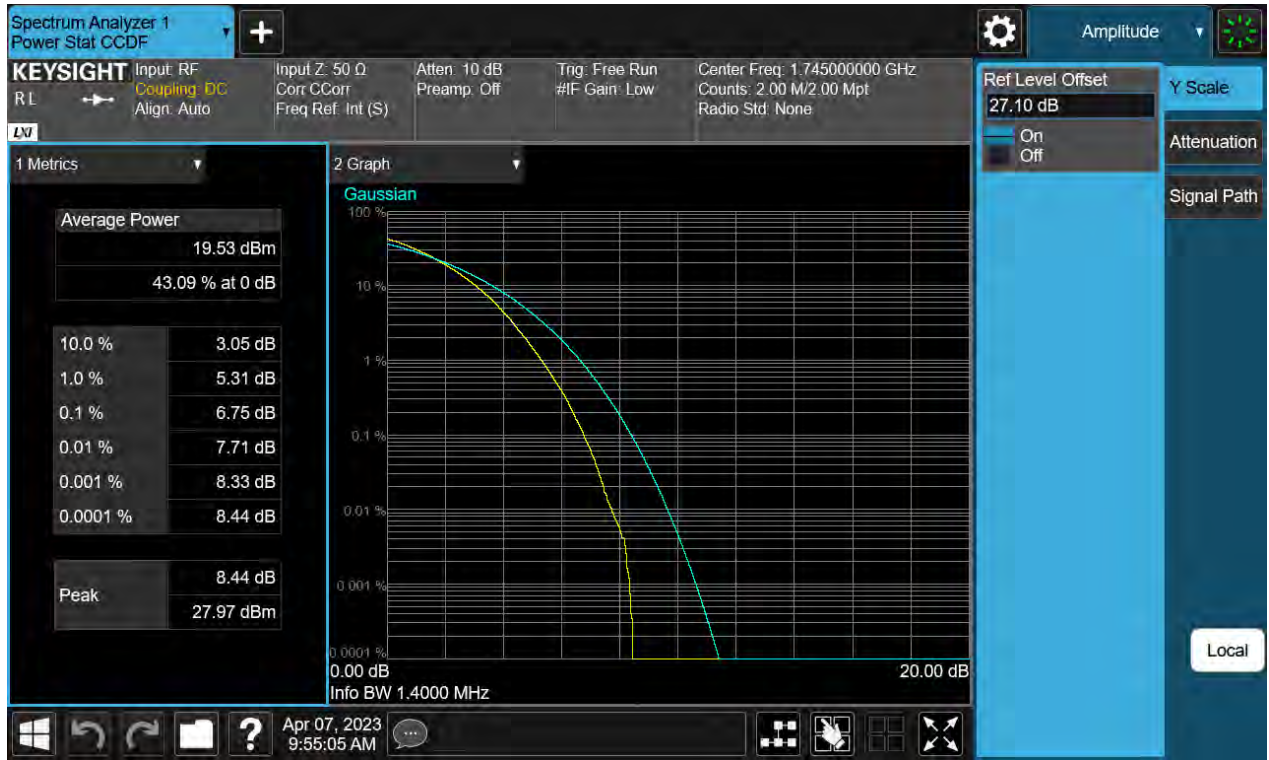 Spectrum Analyzer 1
Power Stat CCDF
+
Amplitude
KEYSIGHT
RL
LXI
Input: RF
Coupling: DC
Align: Auto
Input Z: 50 Ω
Corr CCorr
Freq Ref: Int (S)
Atten: 10 dB
Preamp: Off
Trig: Free Run
#IF Gain: Low
Center Freq: 1.745000000 GHz
Counts: 2.00 M/2.00 Mpt
Radio Std: None
Ref Level Offset
27.10 dB
On
Off
Y Scale
Attenuation
Signal Path
Local
1 Metrics
Average Power
19.53 dBm
43.09 % at 0 dB
10.0 % 3.05 dB
1.0 % 5.31 dB
0.1 % 6.75 dB
0.01 % 7.71 dB
0.001 % 8.33 dB
0.0001 % 8.44 dB
Peak
8.44 dB
27.97 dBm
2 Graph
Gaussian
100 %
10 %
1 %
0.1 %
0.01 %
0.001 %
0.0001 %
0.00 dB 20.00 dB
Info BW 1.4000 MHz
?
Apr 07, 2023
9:55:05 AM